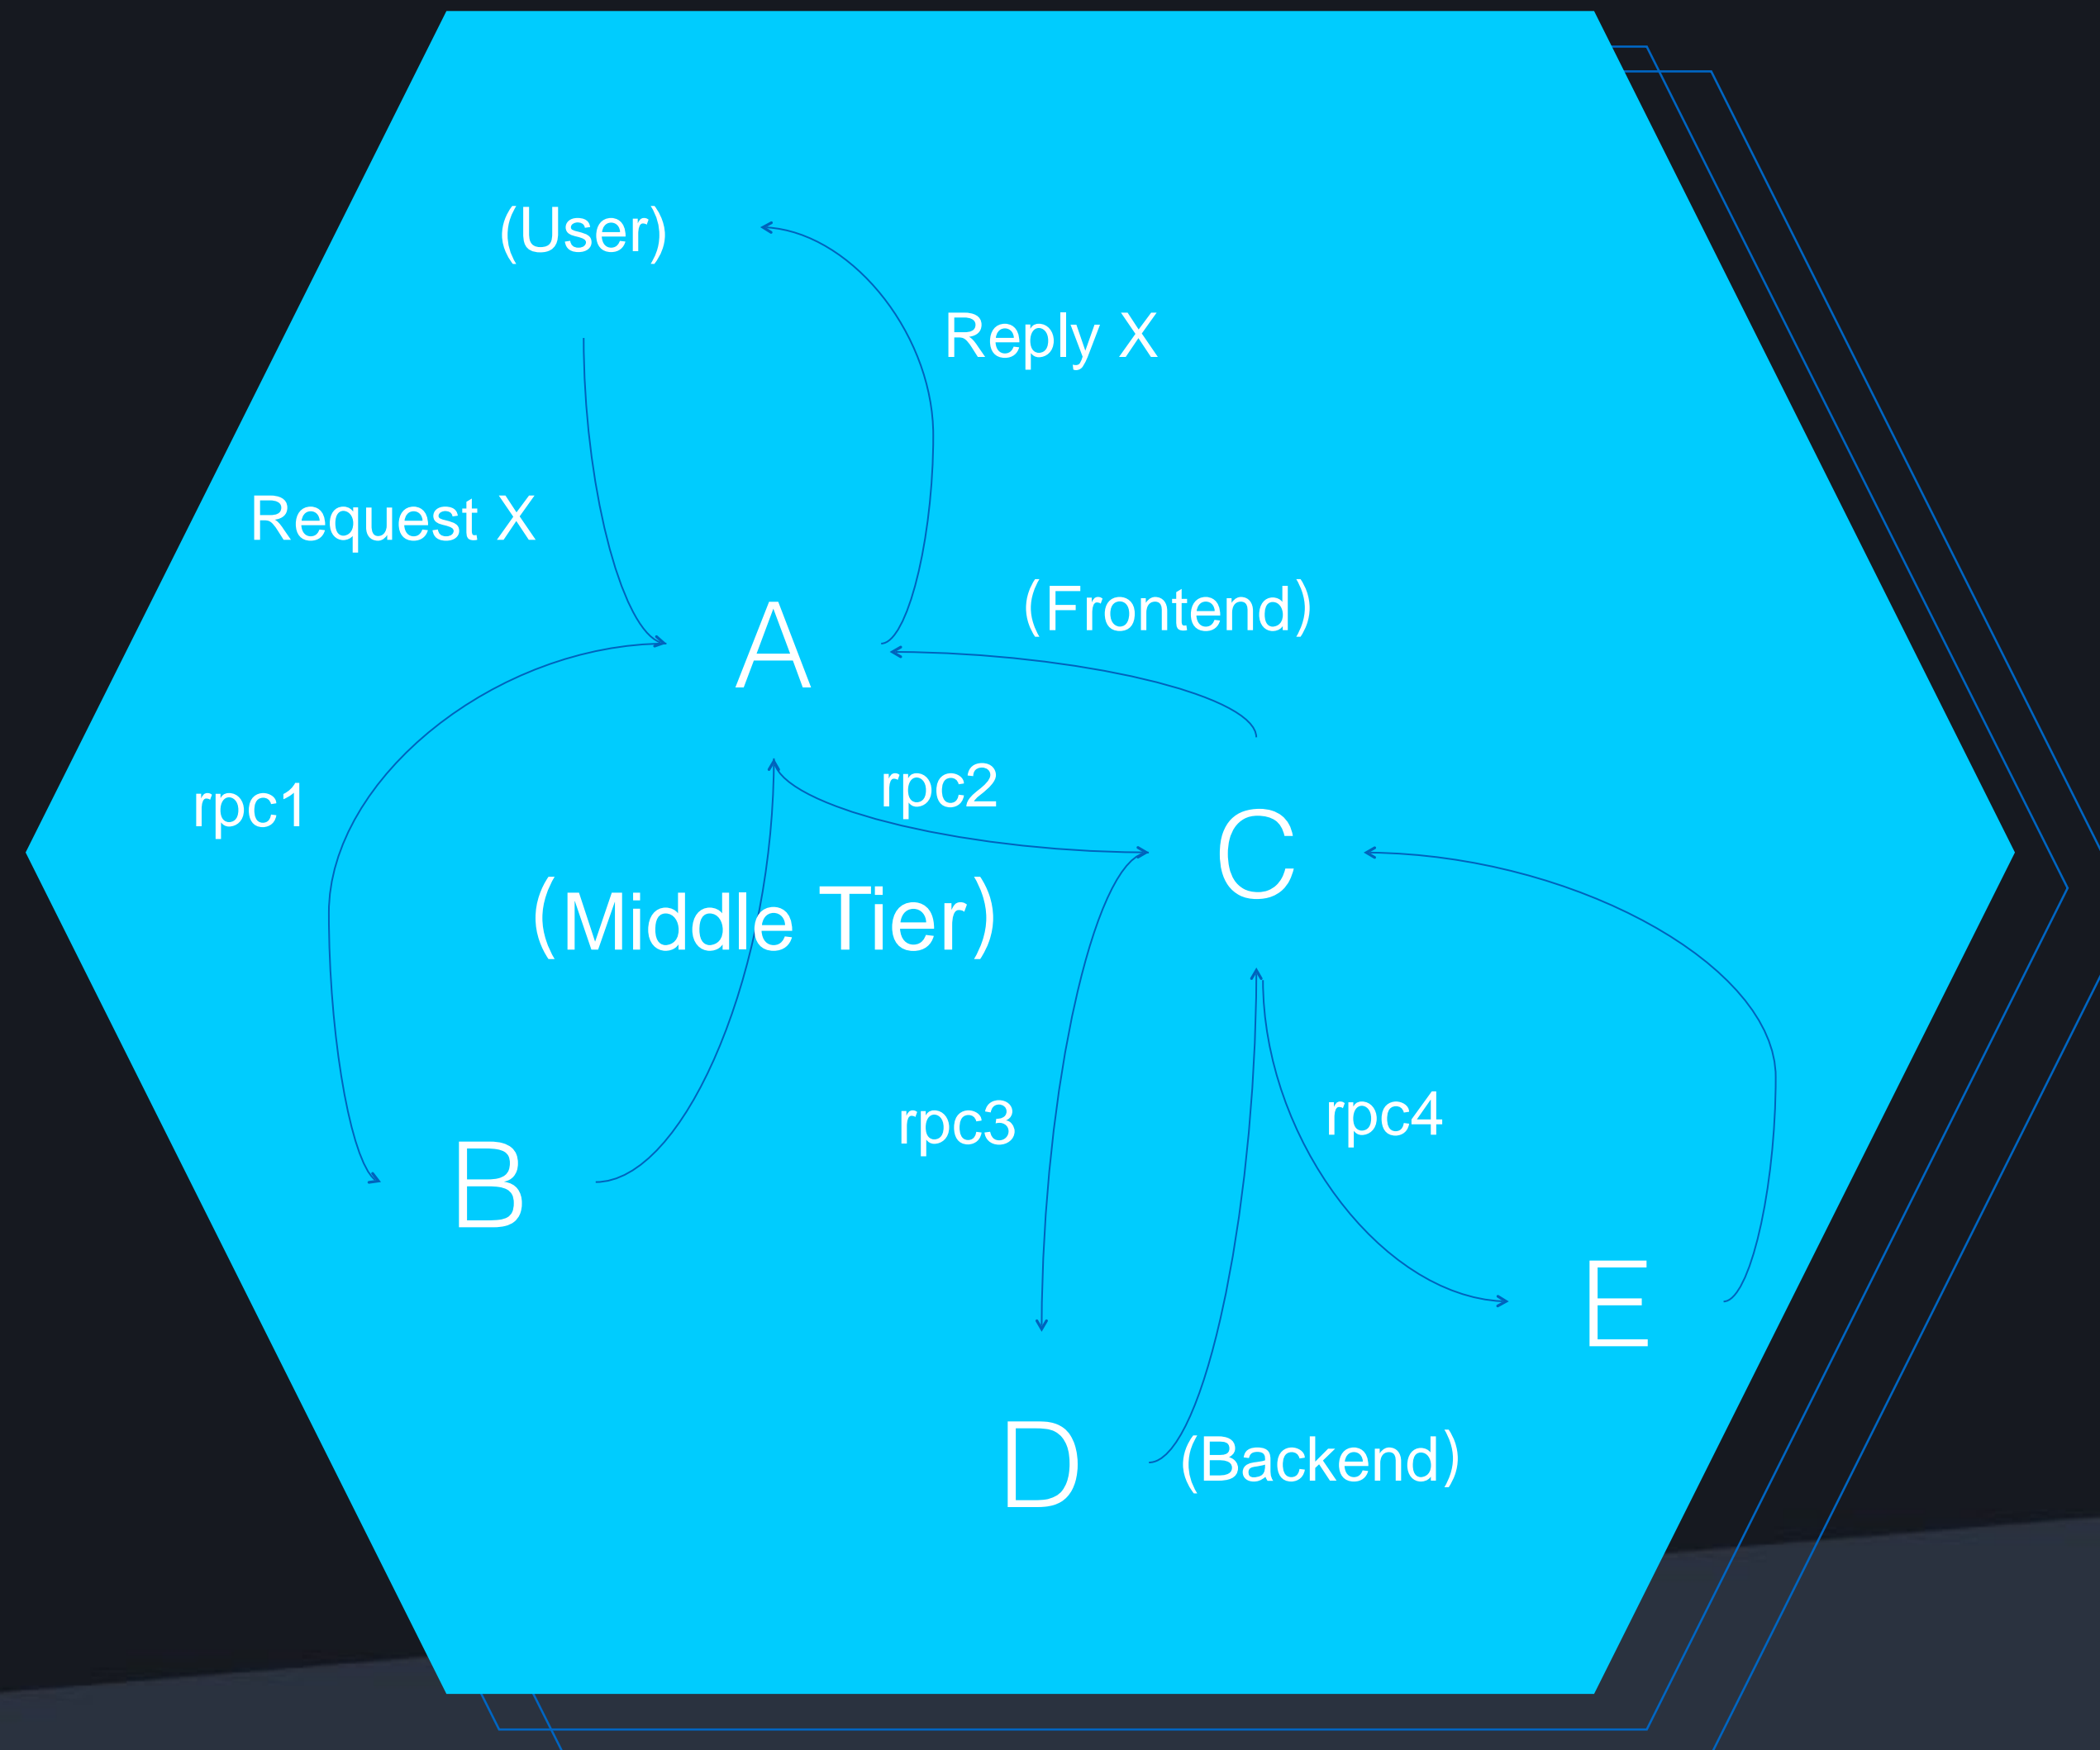 (User)
Reply X
Request X
(Frontend)
A
rpc2
rpc1
C
(Middle Tier)
rpc3
rpc4
B
E
D
(Backend)